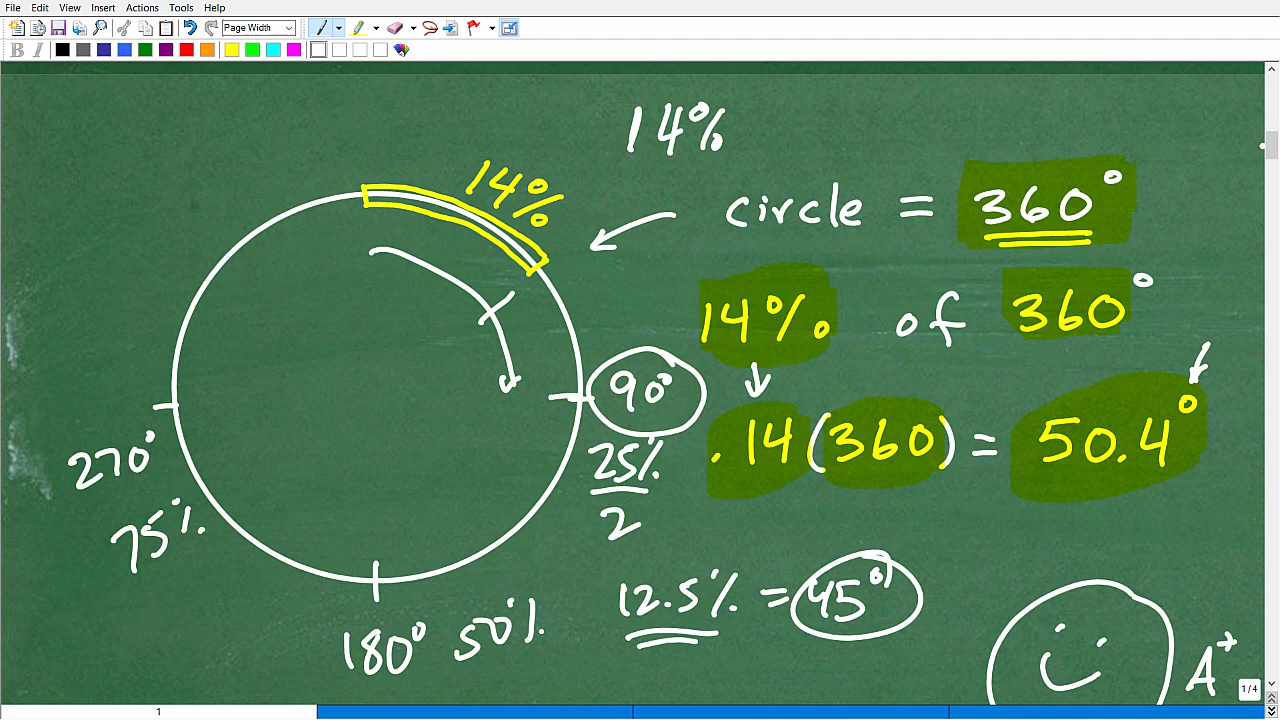 File Edit View Insert Actions Tools Help
Page Width
B I
14%
14%
circle = 360°
14% of 360°
.14(360) = 50.4°
90°
25%
2
270°
75%
12.5% = 45°
180° 50%
A+
1/4
1